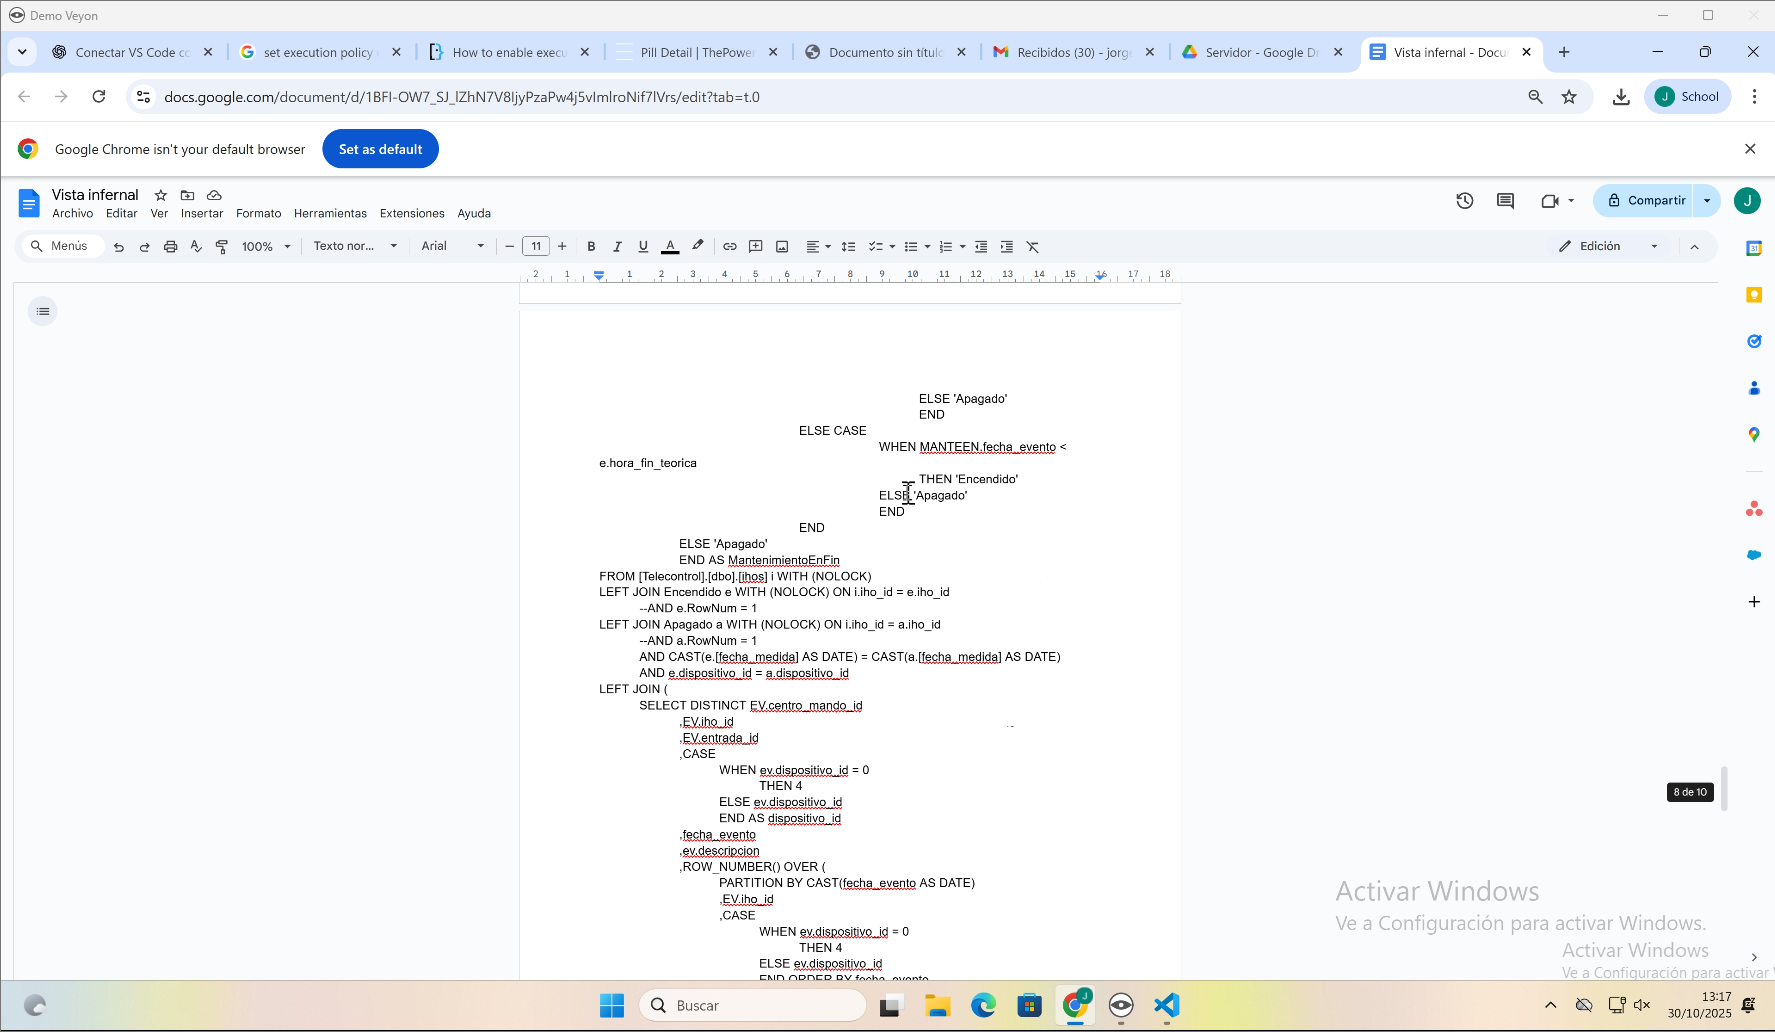 Demo Veyon
Conectar VS Code co
set execution policy
How to enable execu
Pill Detail | ThePower
Documento sin título
Recibidos (30) - jorg
Servidor - Google Dr
Vista infernal - Docu
docs.google.com/document/d/1BFI-OW7_SJ_lZhN7V8IjyPzaPw4j5vImlroNif7lVrs/edit?tab=t.0
School
Google Chrome isn't your default browser
Set as default
Vista infernal
Archivo Editar Ver Insertar Formato Herramientas Extensiones Ayuda
Compartir
Menús
100%
Texto nor...
Arial
11
Edición
2 1 1 2 3 4 5 6 7 8 9 10 11 12 13 14 15 16 17 18
ELSE 'Apagado'
END
ELSE CASE
WHEN MANTEEN.fecha_evento <
e.hora_fin_teorica
THEN 'Encendido'
ELSE 'Apagado'
END
END
ELSE 'Apagado'
END AS MantenimientoEnFin
FROM [Telecontrol].[dbo].[ihos] i WITH (NOLOCK)
LEFT JOIN Encendido e WITH (NOLOCK) ON i.iho_id = e.iho_id
--AND e.RowNum = 1
LEFT JOIN Apagado a WITH (NOLOCK) ON i.iho_id = a.iho_id
--AND a.RowNum = 1
AND CAST(e.[fecha_medida] AS DATE) = CAST(a.[fecha_medida] AS DATE)
AND e.dispositivo_id = a.dispositivo_id
LEFT JOIN (
SELECT DISTINCT EV.centro_mando_id
,EV.iho_id
,EV.entrada_id
,CASE
WHEN ev.dispositivo_id = 0
THEN 4
ELSE ev.dispositivo_id
END AS dispositivo_id
,fecha_evento
,ev.descripcion
,ROW_NUMBER() OVER (
PARTITION BY CAST(fecha_evento AS DATE)
,EV.iho_id
,CASE
WHEN ev.dispositivo_id = 0
THEN 4
ELSE ev.dispositivo_id
END ORDER BY fecha_evento
8 de 10
Activar Windows
Ve a Configuración para activar Windows.
Activar Windows
Ve a Configuración para activar
Buscar
13:17
30/10/2025